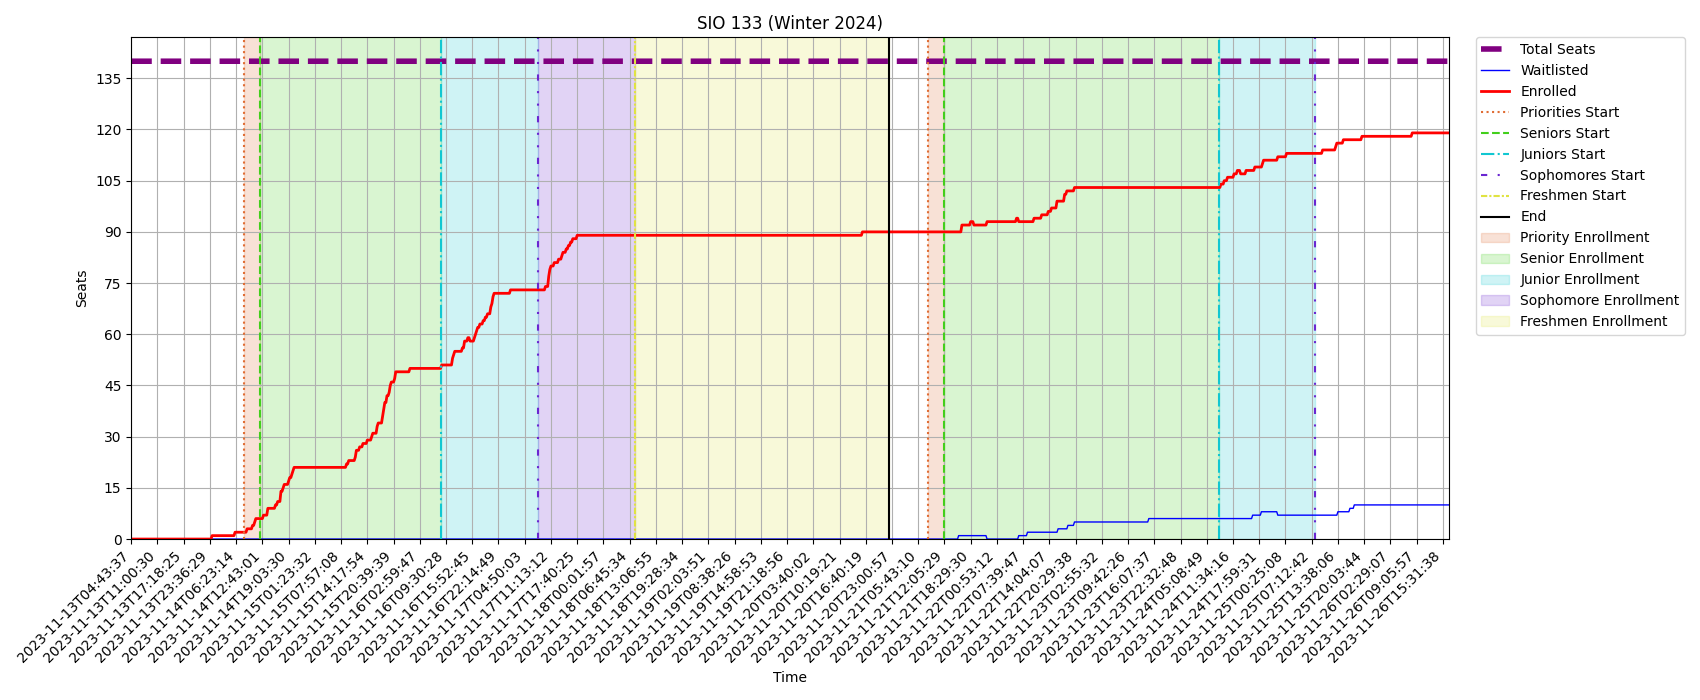 SIO 133 (Winter 2024)
Total Seats
Waitlisted
Enrolled
Priorities Start
Seniors Start
Juniors Start
Sophomores Start
Freshmen Start
End
Priority Enrollment
Senior Enrollment
Junior Enrollment
Sophomore Enrollment
Freshmen Enrollment
Seats
135
120
105
90
75
60
45
30
15
0
2023-11-13T04:43:37
2023-11-13T11:00:30
2023-11-13T17:18:25
2023-11-13T23:36:29
2023-11-14T06:23:14
2023-11-14T12:43:01
2023-11-14T19:03:30
2023-11-15T01:23:32
2023-11-15T07:57:08
2023-11-15T14:17:54
2023-11-15T20:39:39
2023-11-16T02:59:47
2023-11-16T09:30:28
2023-11-16T15:52:45
2023-11-16T22:14:49
2023-11-17T04:50:03
2023-11-17T11:13:12
2023-11-17T17:40:25
2023-11-18T00:01:57
2023-11-18T06:45:34
2023-11-18T13:06:55
2023-11-18T19:28:34
2023-11-19T02:03:51
2023-11-19T08:38:26
2023-11-19T14:58:53
2023-11-19T21:18:56
2023-11-20T03:40:02
2023-11-20T10:19:21
2023-11-20T16:40:19
2023-11-20T23:00:57
2023-11-21T05:43:10
2023-11-21T12:05:29
2023-11-21T18:29:30
2023-11-22T00:53:12
2023-11-22T07:39:47
2023-11-22T14:04:07
2023-11-22T20:29:38
2023-11-23T02:55:32
2023-11-23T09:42:26
2023-11-23T16:07:37
2023-11-23T22:32:48
2023-11-24T05:08:49
2023-11-24T11:34:16
2023-11-24T17:59:31
2023-11-25T00:25:08
2023-11-25T07:12:42
2023-11-25T13:38:06
2023-11-25T20:03:44
2023-11-26T02:29:07
2023-11-26T09:05:57
2023-11-26T15:31:38
Time